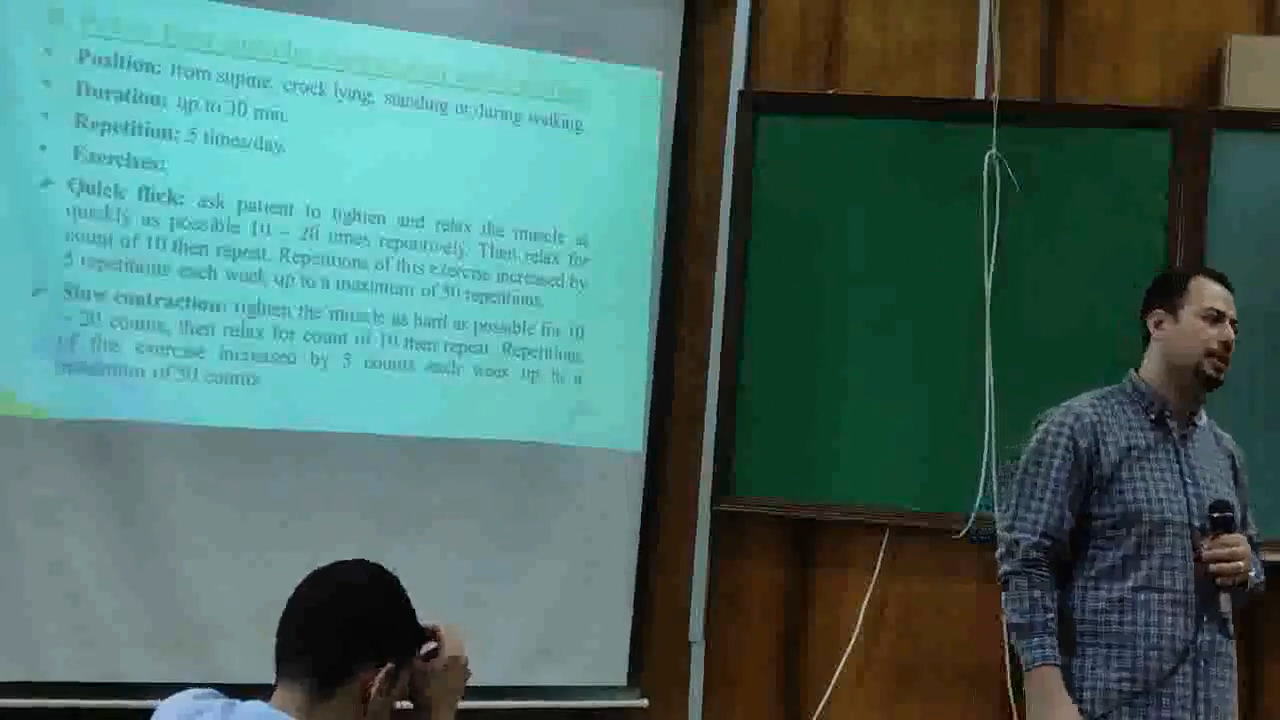 Position: from supine, crock lying, standing or during walking.
Duration: up to 30 min.
Repetition: 5 times/day.
Exercises:
Quick flick: ask patient to tighten and relax the muscle as
quickly as possible 10 – 20 times Then relax for
count of 10 then repeat. Repetitions of this exercise increased by
5 repetitions each week up to a maximum of 50
Slow contraction: tighten the muscle as hard as possible for 10
– 20 counts, then relax for count of 10 then repeat. Repetitions
of this exercise increased by 5 counts each week up to a
maximum of 50 counts